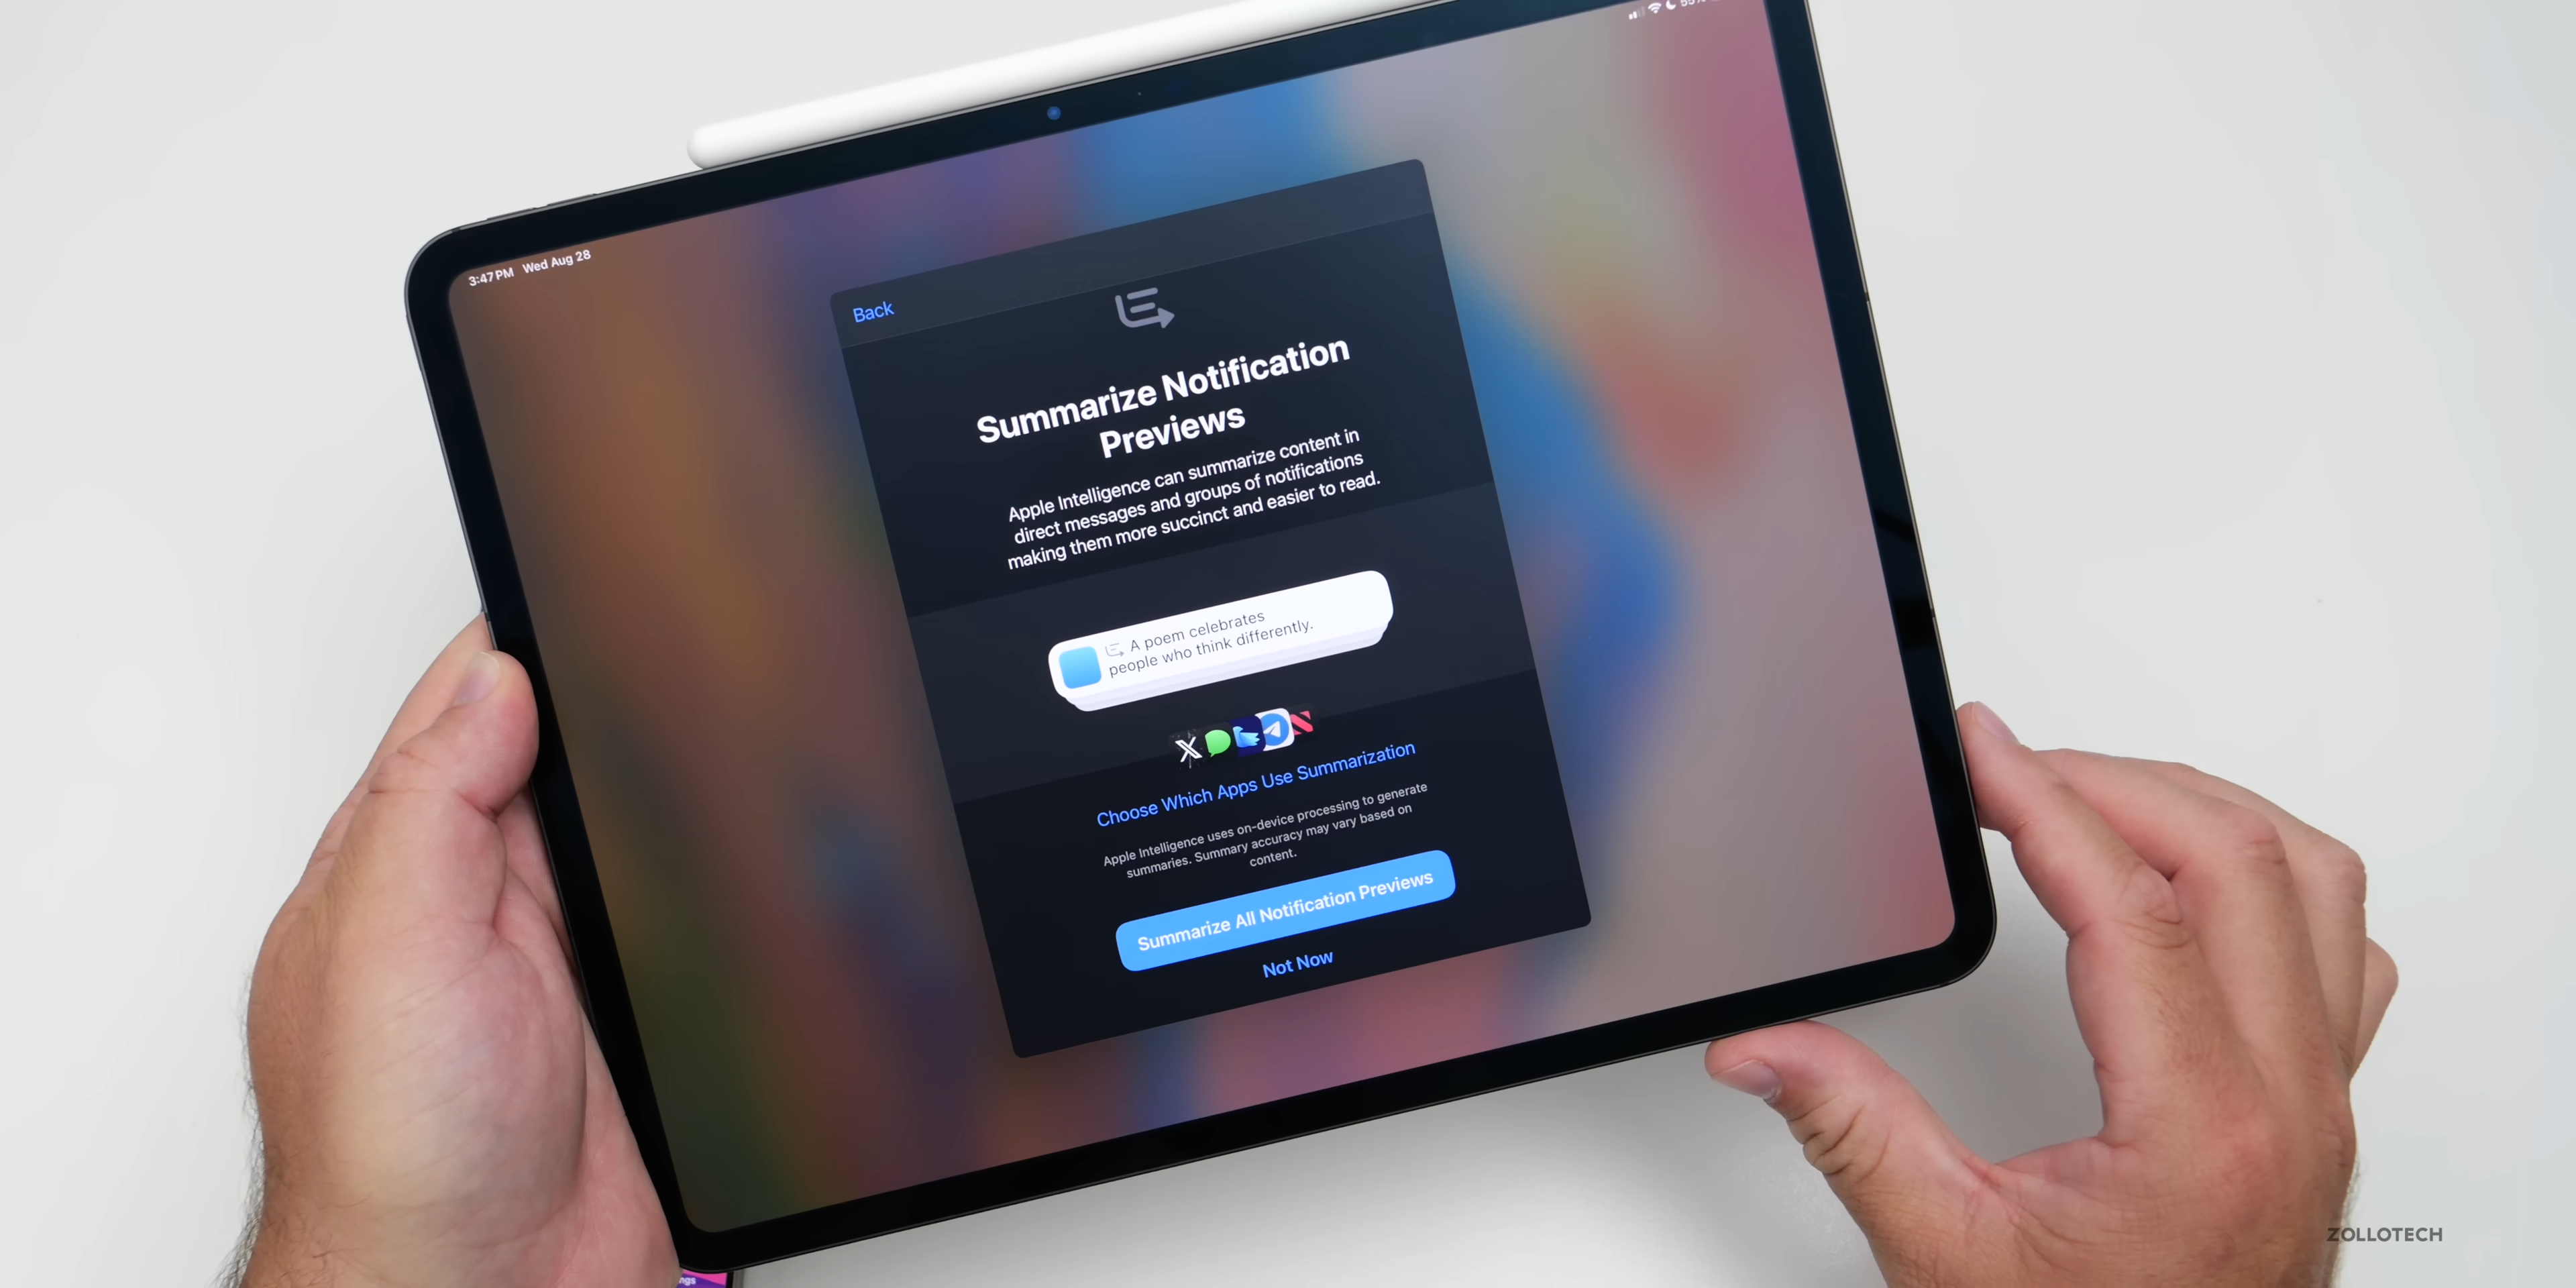 3:47 PM Wed Aug 28
Back
Summarize Notification
Previews
Apple Intelligence can summarize content in
direct messages and groups of notifications
making them more succinct and easier to read.
A poem celebrates
people who think differently.
Choose Which Apps Use Summarization
Apple Intelligence uses on-device processing to generate
summaries. Summary accuracy may vary based on
content.
Summarize All Notification Previews
Not Now
ZOLLOTECH